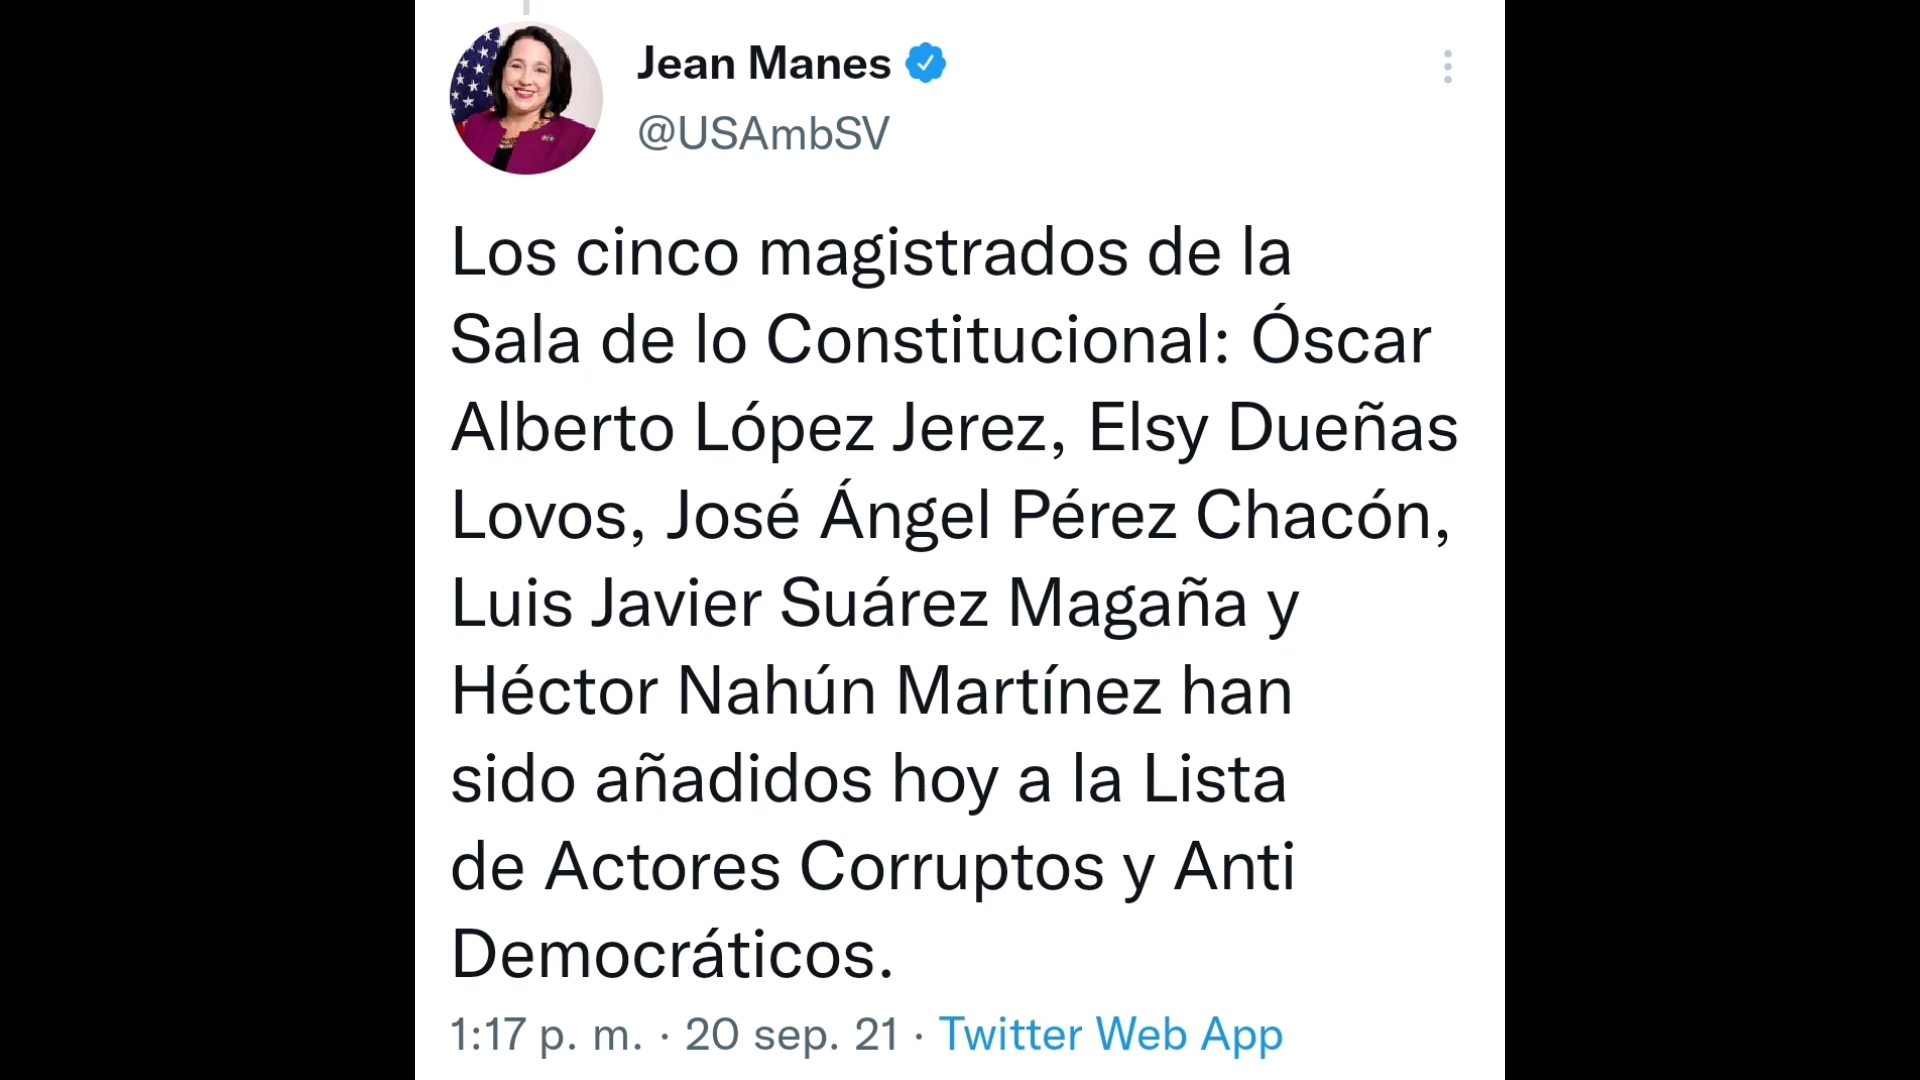 Jean Manes
@USAmbSV
Los cinco magistrados de la
Sala de lo Constitucional: Óscar
Alberto López Jerez, Elsy Dueñas
Lovos, José Ángel Pérez Chacón,
Luis Javier Suárez Magaña y
Héctor Nahún Martínez han
sido añadidos hoy a la Lista
de Actores Corruptos y Anti
Democráticos.
1:17 p. m. · 20 sep. 21 · Twitter Web App